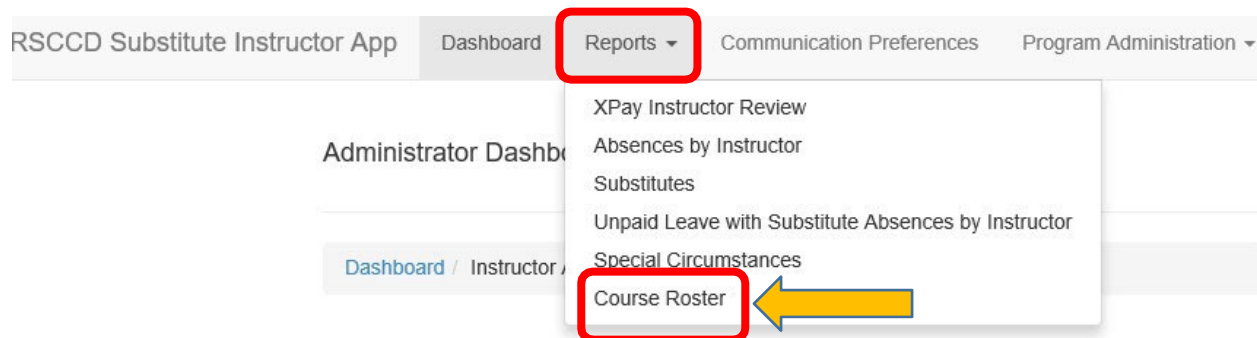 RSCCD Substitute Instructor App Dashboard Reports Communication Preferences Program Administration
XPay Instructor Review
Administrator Dashbo
Absences by Instructor
Substitutes
Unpaid Leave with Substitute Absences by Instructor
Dashboard / Instructor A
Special Circumstances
Course Roster